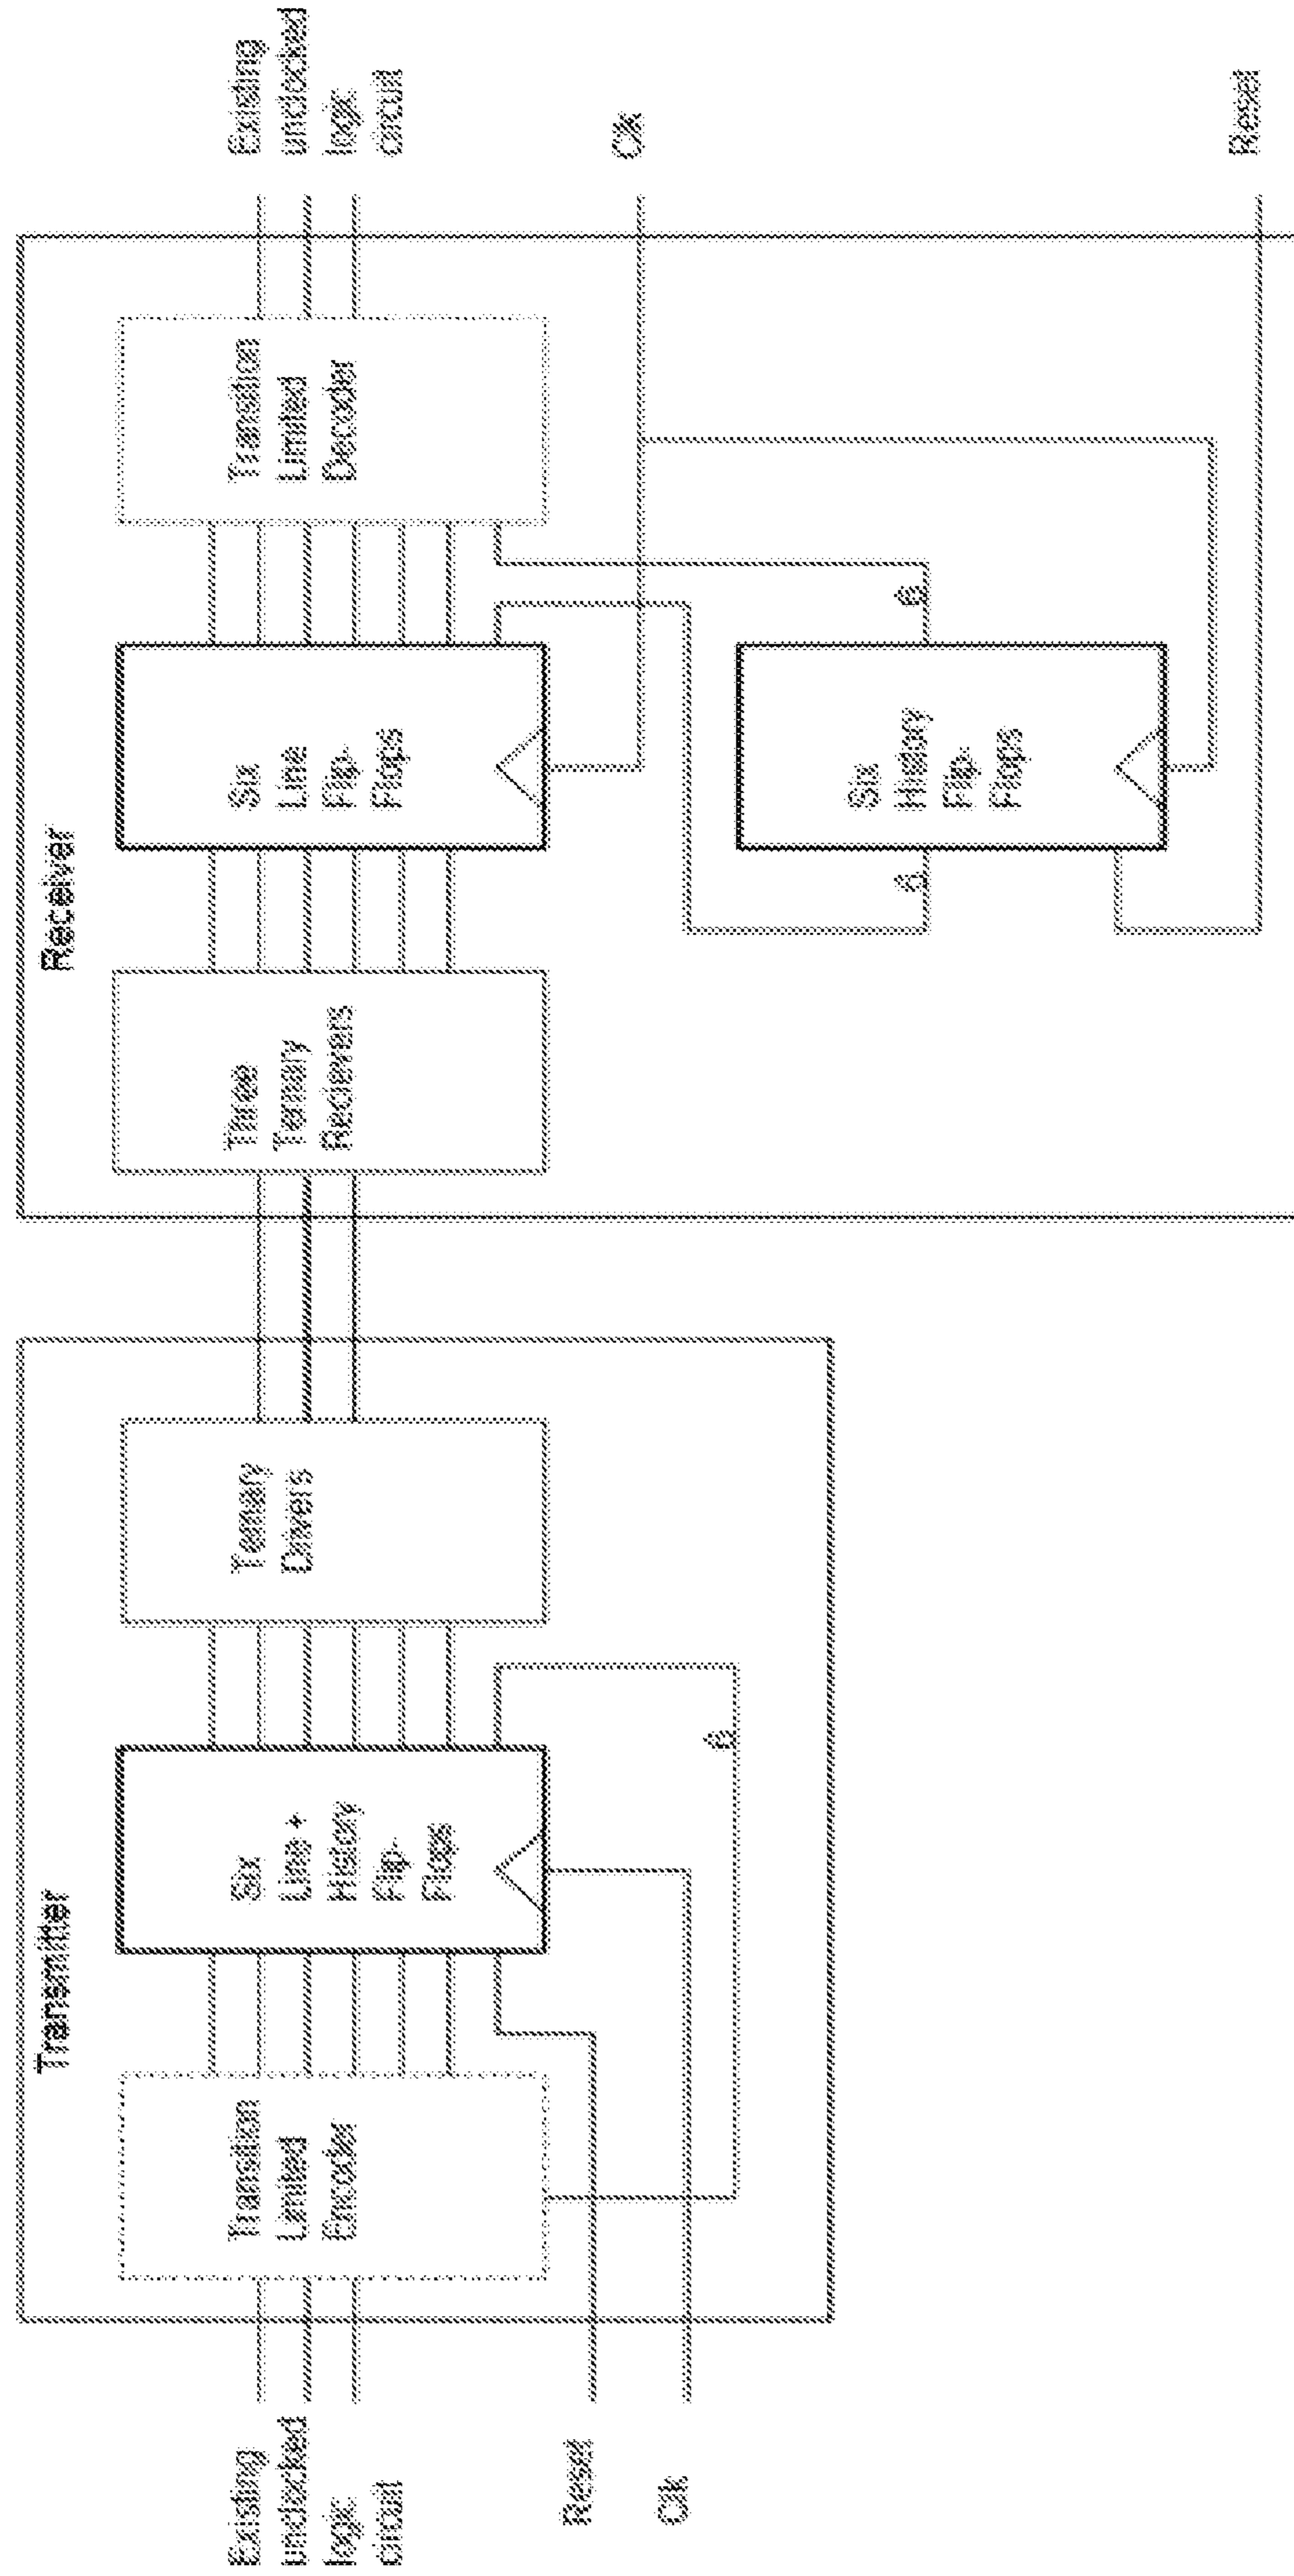 Transmitter
Existing
unclocked
logic
circuit
Reset
Clk
Transition
Limited
Encoder
Six
Line +
History
Flip-
Flops
6
Ternary
Drivers
Receiver
Three
Ternary
Recievers
Six
Line
Flip-
Flops
Transition
Limited
Decoder
6
Six
History
Flip-
Flops
6
Existing
unclocked
logic
circuit
Clk
Reset